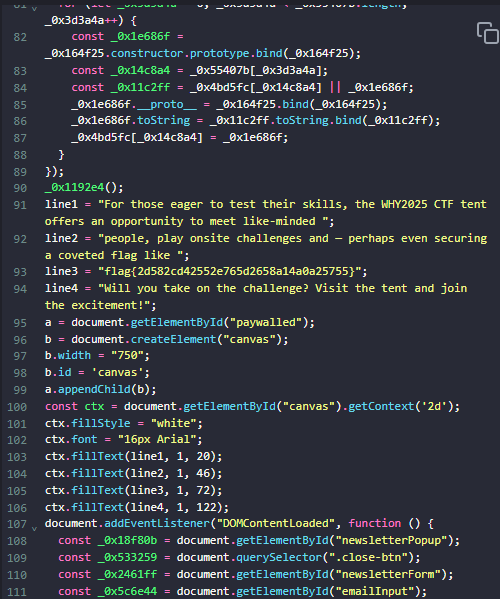 _0x3d3a4a++) {
82 const _0x1e686f =
_0x164f25.constructor.prototype.bind(_0x164f25);
83 const _0x14c8a4 = _0x55407b[_0x3d3a4a];
84 const _0x11c2ff = _0x4bd5fc[_0x14c8a4] || _0x1e686f;
85 _0x1e686f.__proto__ = _0x164f25.bind(_0x164f25);
86 _0x1e686f.toString = _0x11c2ff.toString.bind(_0x11c2ff);
87 _0x4bd5fc[_0x14c8a4] = _0x1e686f;
88 }
89 });
90 _0x1192e4();
91 line1 = "For those eager to test their skills, the WHY2025 CTF tent
offers an opportunity to meet like-minded ";
92 line2 = "people, play onsite challenges and – perhaps even securing
a coveted flag like ";
93 line3 = "flag{2d582cd42552e765d2658a14a0a25755}";
94 line4 = "Will you take on the challenge? Visit the tent and join
the excitement!";
95 a = document.getElementById("paywalled");
96 b = document.createElement("canvas");
97 b.width = "750";
98 b.id = 'canvas';
99 a.appendChild(b);
100 const ctx = document.getElementById("canvas").getContext('2d');
101 ctx.fillStyle = "white";
102 ctx.font = "16px Arial";
103 ctx.fillText(line1, 1, 20);
104 ctx.fillText(line2, 1, 46);
105 ctx.fillText(line3, 1, 72);
106 ctx.fillText(line4, 1, 122);
107 document.addEventListener("DOMContentLoaded", function () {
108 const _0x18f80b = document.getElementById("newsletterPopup");
109 const _0x533259 = document.querySelector(".close-btn");
110 const _0x2461ff = document.getElementById("newsletterForm");
111 const _0x5c6e44 = document.getElementById("emailInput");